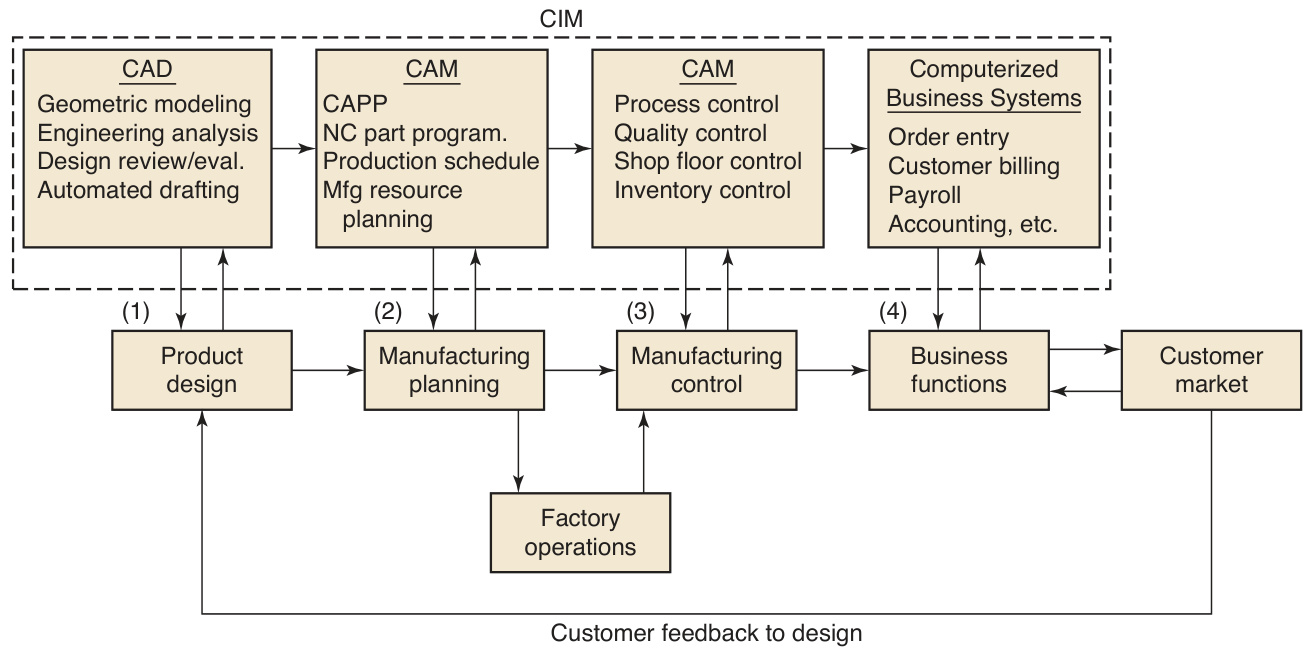 CIM
CAD
Geometric modeling
Engineering analysis
Design review/eval.
Automated drafting
CAM
CAPP
NC part program.
Production schedule
Mfg resource
planning
CAM
Process control
Quality control
Shop floor control
Inventory control
Computerized
Business Systems
Order entry
Customer billing
Payroll
Accounting, etc.
(1)
Product
design
(2)
Manufacturing
planning
(3)
Manufacturing
control
(4)
Business
functions
Customer
market
Factory
operations
Customer feedback to design